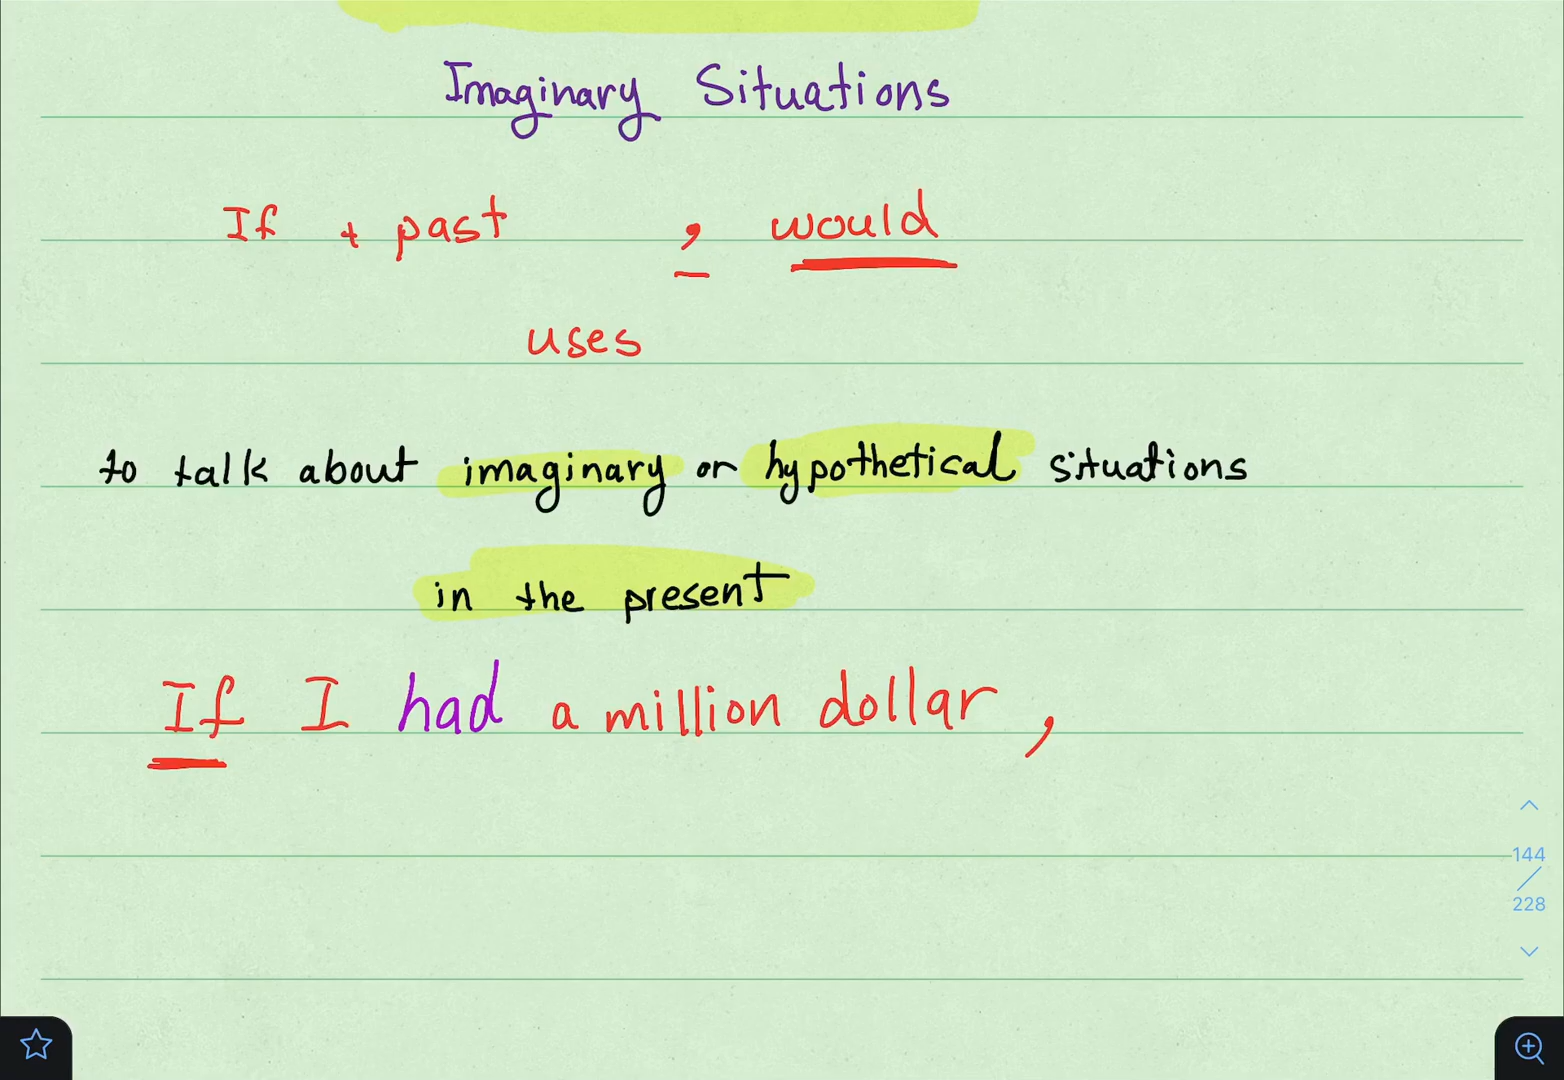 Imaginary Situations
If + past , would
uses
to talk about imaginary or hypothetical situations
in the present
If I had a million dollar ,
144
/
228